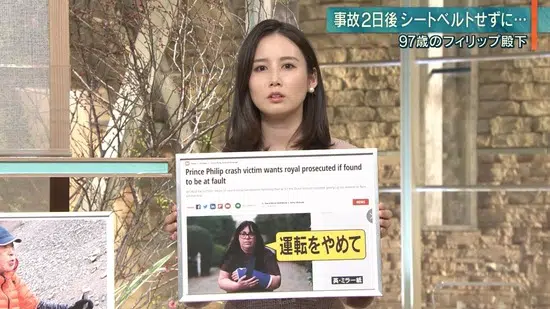 事故2日後 シートベルトせずに…
97歳のフィリップ殿下
Prince Philip crash victim wants royal prosecuted if found
to be at fault
運転をやめて
英・ミラー紙